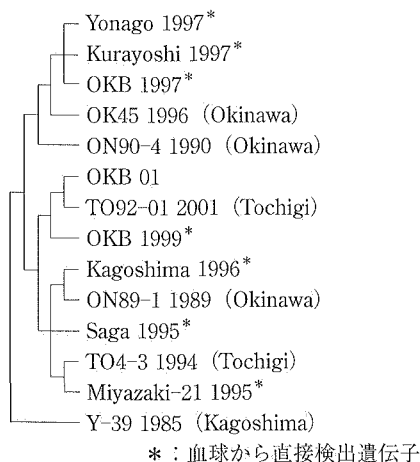 Yonago 1997*
Kurayoshi 1997*
OKB 1997*
OK45 1996 (Okinawa)
ON90-4 1990 (Okinawa)
OKB 01
TO92-01 2001 (Tochigi)
OKB 1999*
Kagoshima 1996*
ON89-1 1989 (Okinawa)
Saga 1995*
TO4-3 1994 (Tochigi)
Miyazaki-21 1995*
Y-39 1985 (Kagoshima)
*：血球から直接検出遺伝子